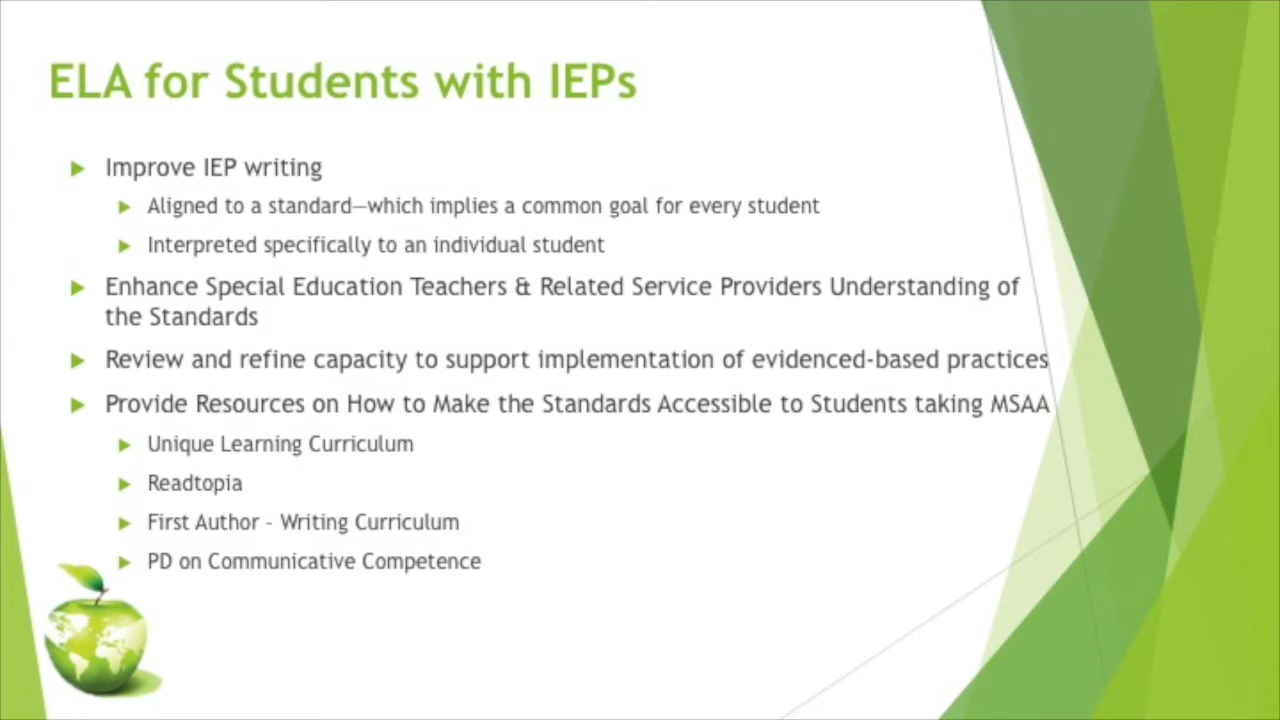 ELA for Students with IEPs
Improve IEP writing
Aligned to a standard—which implies a common goal for every student
Interpreted specifically to an individual student
Enhance Special Education Teachers & Related Service Providers Understanding of
the Standards
Review and refine capacity to support implementation of evidenced-based practices
Provide Resources on How to Make the Standards Accessible to Students taking MSAA
Unique Learning Curriculum
Readtopia
First Author - Writing Curriculum
PD on Communicative Competence